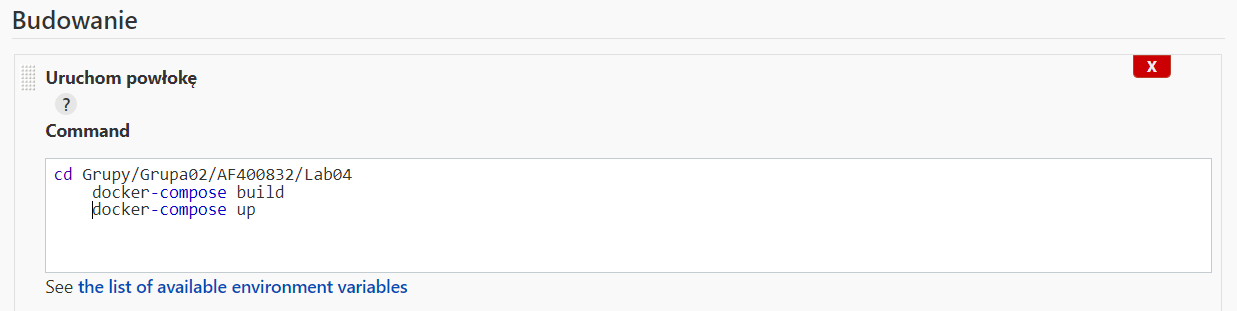 Budowanie
X
Uruchom powłokę
?
Command
cd Grupy/Grupa02/AF400832/Lab04
docker-compose build
docker-compose up
See the list of available environment variables